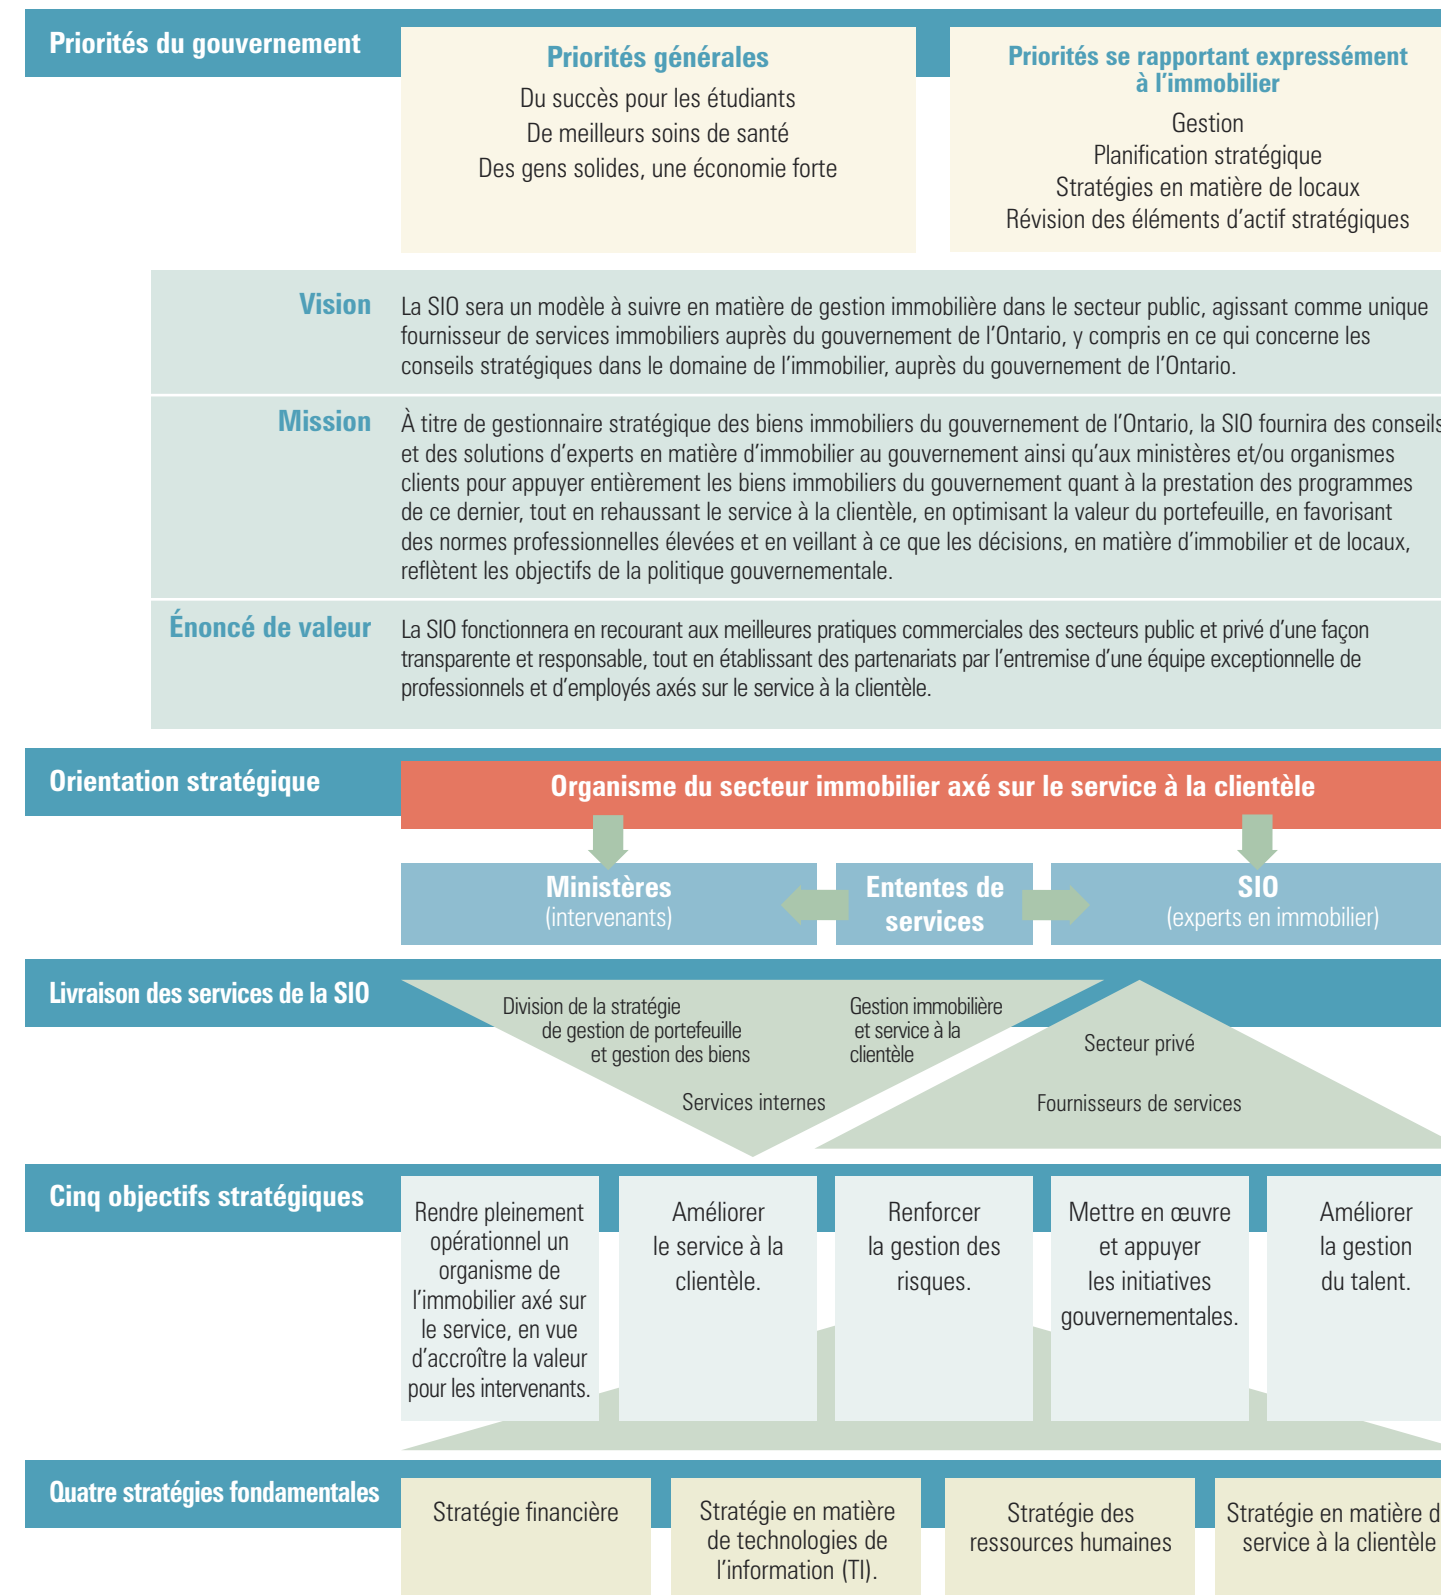 Priorités du gouvernement
Priorités générales
Du succès pour les étudiants
De meilleurs soins de santé
Des gens solides, une économie forte
Priorités se rapportant expressément
à l'immobilier
Gestion
Planification stratégique
Stratégies en matière de locaux
Révision des éléments d'actif stratégiques
Vision
La SIO sera un modèle à suivre en matière de gestion immobilière dans le secteur public, agissant comme unique
fournisseur de services immobiliers auprès du gouvernement de l'Ontario, y compris en ce qui concerne les
conseils stratégiques dans le domaine de l'immobilier, auprès du gouvernement de l'Ontario.
Mission
À titre de gestionnaire stratégique des biens immobiliers du gouvernement de l'Ontario, la SIO fournira des conseils
et des solutions d'experts en matière d'immobilier au gouvernement ainsi qu'aux ministères et/ou organismes
clients pour appuyer entièrement les biens immobiliers du gouvernement quant à la prestation des programmes
de ce dernier, tout en rehaussant le service à la clientèle, en optimisant la valeur du portefeuille, en favorisant
des normes professionnelles élevées et en veillant à ce que les décisions, en matière d'immobilier et de locaux,
reflètent les objectifs de la politique gouvernementale.
Énoncé de valeur
La SIO fonctionnera en recourant aux meilleures pratiques commerciales des secteurs public et privé d'une façon
transparente et responsable, tout en établissant des partenariats par l'entremise d'une équipe exceptionnelle de
professionnels et d'employés axés sur le service à la clientèle.
Orientation stratégique
Organisme du secteur immobilier axé sur le service à la clientèle
Ministères
(intervenants)
Ententes de
services
SIO
(experts en immobilier)
Livraison des services de la SIO
Division de la stratégie
de gestion de portefeuille
et gestion des biens
Gestion immobilière
et service à la
clientèle
Services internes
Secteur privé
Fournisseurs de services
Cinq objectifs stratégiques
Rendre pleinement
opérationnel un
organisme de
l'immobilier axé sur
le service, en vue
d'accroître la valeur
pour les intervenants.
Améliorer
le service à la
clientèle.
Renforcer
la gestion des
risques.
Mettre en œuvre
et appuyer
les initiatives
gouvernementales.
Améliorer
la gestion
du talent.
Quatre stratégies fondamentales
Stratégie financière
Stratégie en matière
de technologies de
l'information (TI).
Stratégie des
ressources humaines
Stratégie en matière d
service à la clientèle